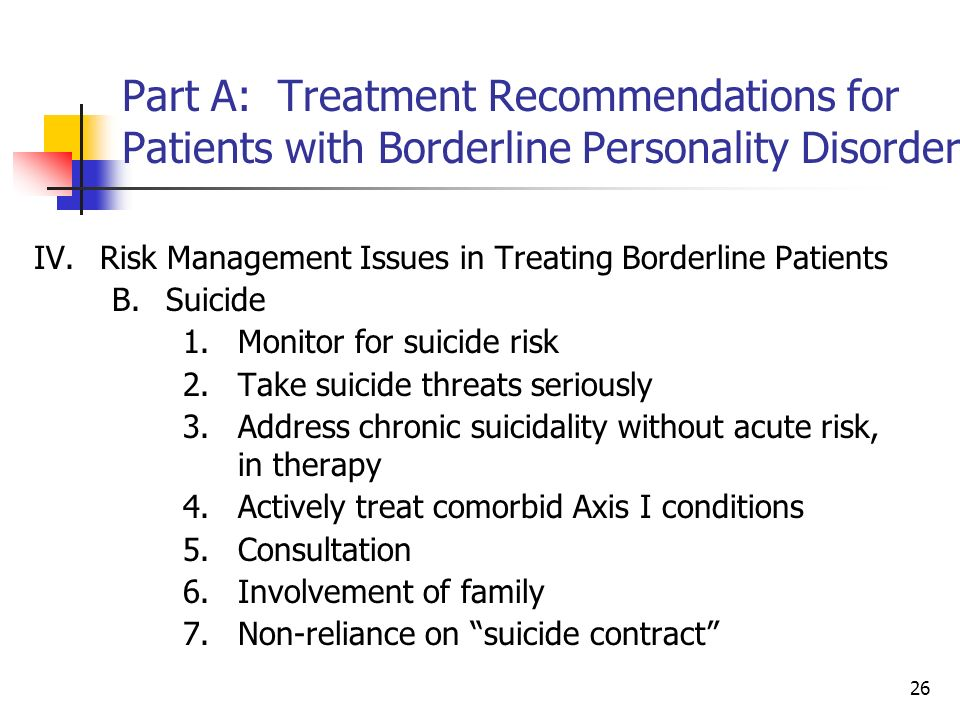 Part A:  Treatment Recommendations for
Patients with Borderline Personality Disorder
IV. Risk Management Issues in Treating Borderline Patients
B. Suicide
1. Monitor for suicide risk
2. Take suicide threats seriously
3. Address chronic suicidality without acute risk,
in therapy
4. Actively treat comorbid Axis I conditions
5. Consultation
6. Involvement of family
7. Non-reliance on “suicide contract”
26